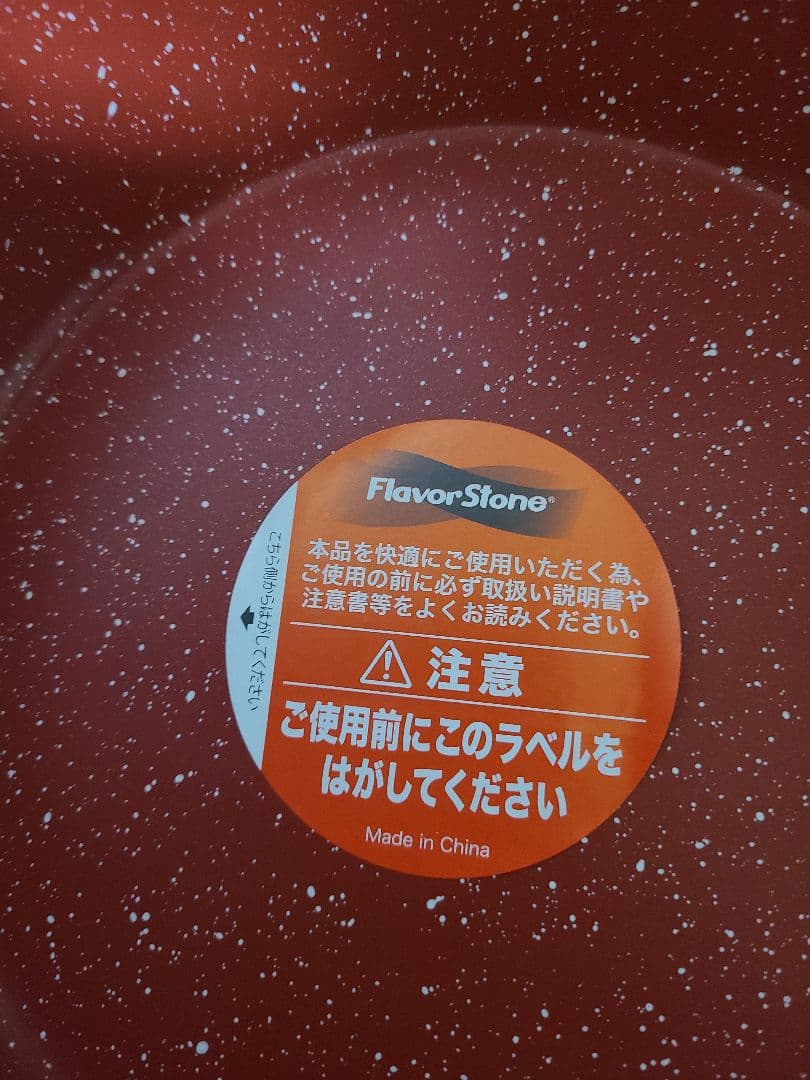 FlavorStone®
本品を快適にご使用いただく為、
ご使用の前に必ず取扱い説明書や
注意書等をよくお読みください。
注意
ご使用前にこのラベルを
はがしてください
Made in China
こちら側からはがしてください